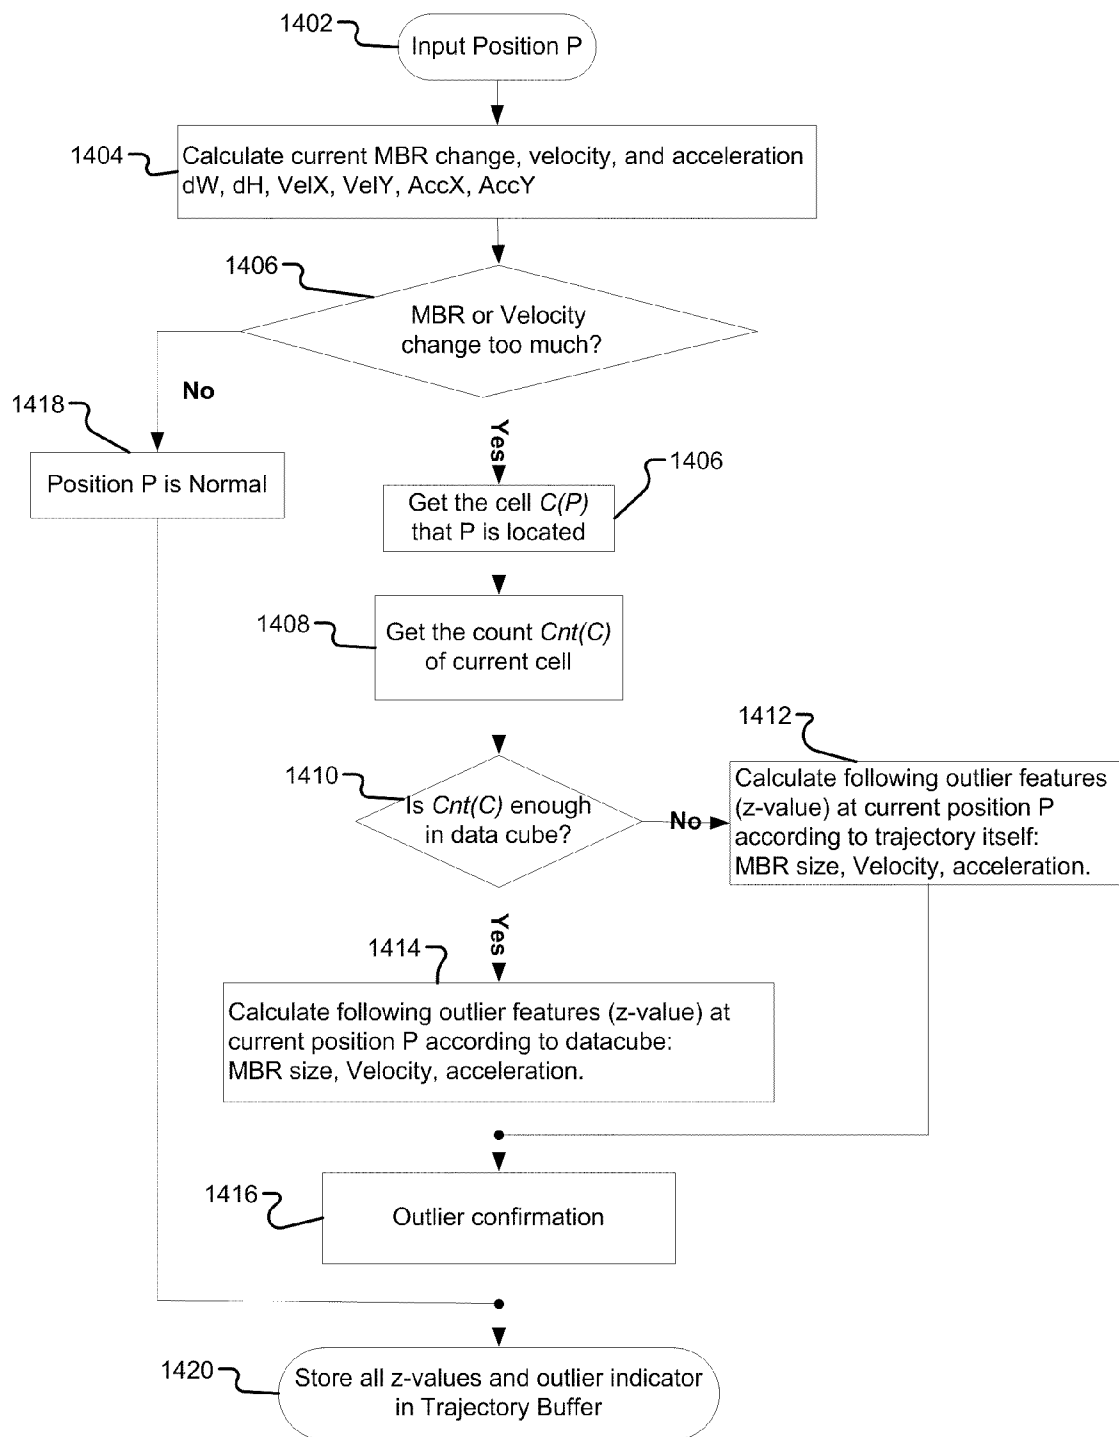 1402
Input Position P
1404
Calculate current MBR change, velocity, and acceleration
dW, dH, VelX, VelY, AccX, AccY
1406
MBR or Velocity
change too much?
No
1418
Position P is Normal
Yes
1406
Get the cell C(P)
that P is located
1408
Get the count Cnt(C)
of current cell
1410
Is Cnt(C) enough
in data cube?
No
1412
Calculate following outlier features
(z-value) at current position P
according to trajectory itself:
MBR size, Velocity, acceleration.
Yes
1414
Calculate following outlier features (z-value) at
current position P according to datacube:
MBR size, Velocity, acceleration.
1416
Outlier confirmation
1420
Store all z-values and outlier indicator
in Trajectory Buffer